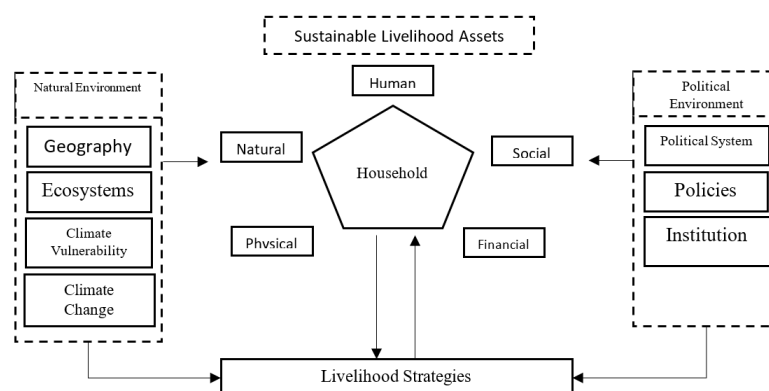 Sustainable Livelihood Assets
Natural Environment
Geography
Ecosystems
Climate
Vulnerability
Climate
Change
Human
Natural
Social
Household
Physical
Financial
Political
Environment
Political System
Policies
Institution
Livelihood Strategies